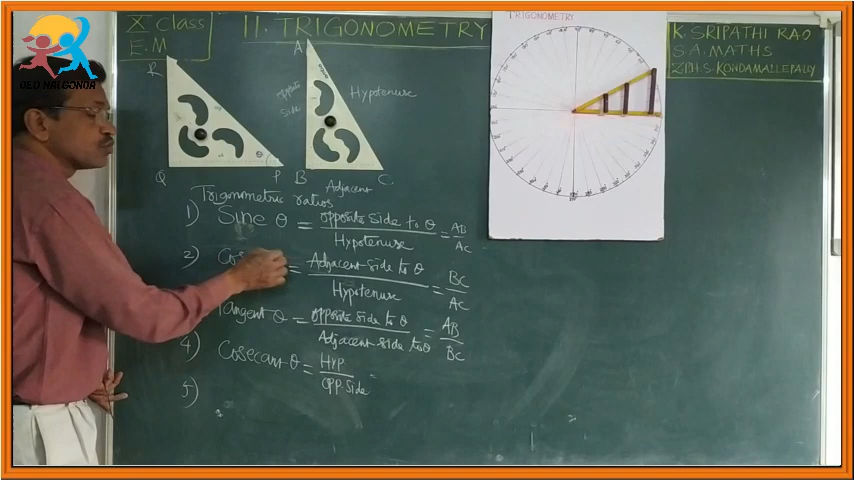 X Class
E.M
11. TRIGONOMETRY
K. SRIPATHI RAO
S.A MATHS
Z.P.H.S. KONDAMALLEPALLY
DEO NALGONDA
TRIGONOMETRY
R
Q
P
A
B
C
opposite
side
Hypotenuse
Adjacent
Trigonometric ratios
1) Sine θ = opposite side to θ / Hypotenuse = AB / AC
2) Cos = Adjacent side to θ / Hypotenuse = BC / AC
Tangent θ = opposite side to θ / Adjacent side to θ = AB / BC
4) Cosecant θ = Hyp / Opp. Side =
5)